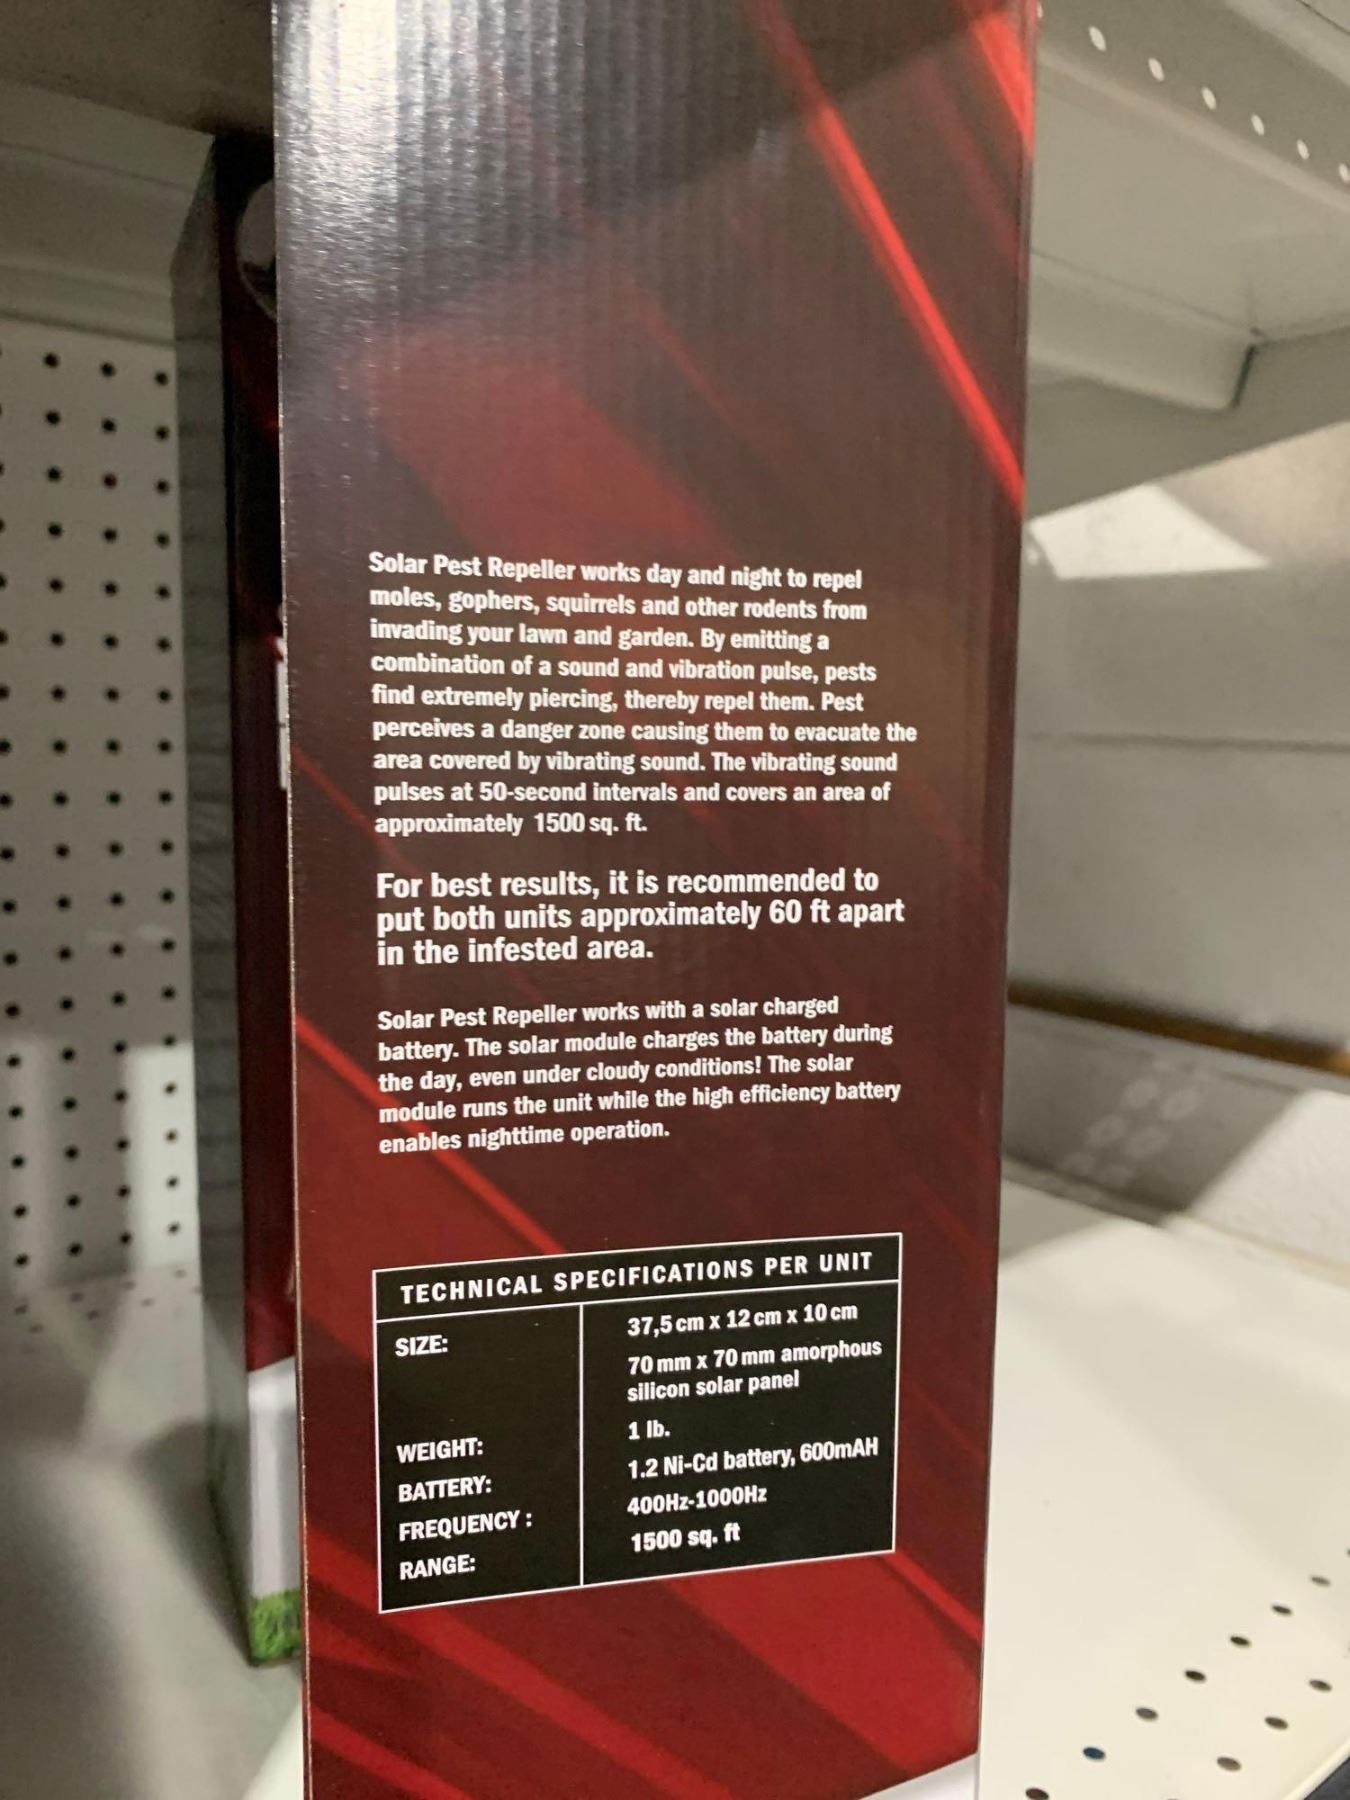 Solar Pest Repeller works day and night to repel
moles, gophers, squirrels and other rodents from
invading your lawn and garden. By emitting a
combination of a sound and vibration pulse, pests
find extremely piercing, thereby repel them. Pest
perceives a danger zone causing them to evacuate the
area covered by vibrating sound. The vibrating sound
pulses at 50-second intervals and covers an area of
approximately 1500 sq. ft.
For best results, it is recommended to
put both units approximately 60 ft apart
in the infested area.
Solar Pest Repeller works with a solar charged
battery. The solar module charges the battery during
the day, even under cloudy conditions! The solar
module runs the unit while the high efficiency battery
enables nighttime operation.
TECHNICAL SPECIFICATIONS PER UNIT
SIZE: 37,5 cm x 12 cm x 10 cm
70 mm x 70 mm amorphous
silicon solar panel
WEIGHT: 1 lb.
BATTERY: 1.2 Ni-Cd battery, 600mAH
FREQUENCY : 400Hz-1000Hz
RANGE: 1500 sq. ft